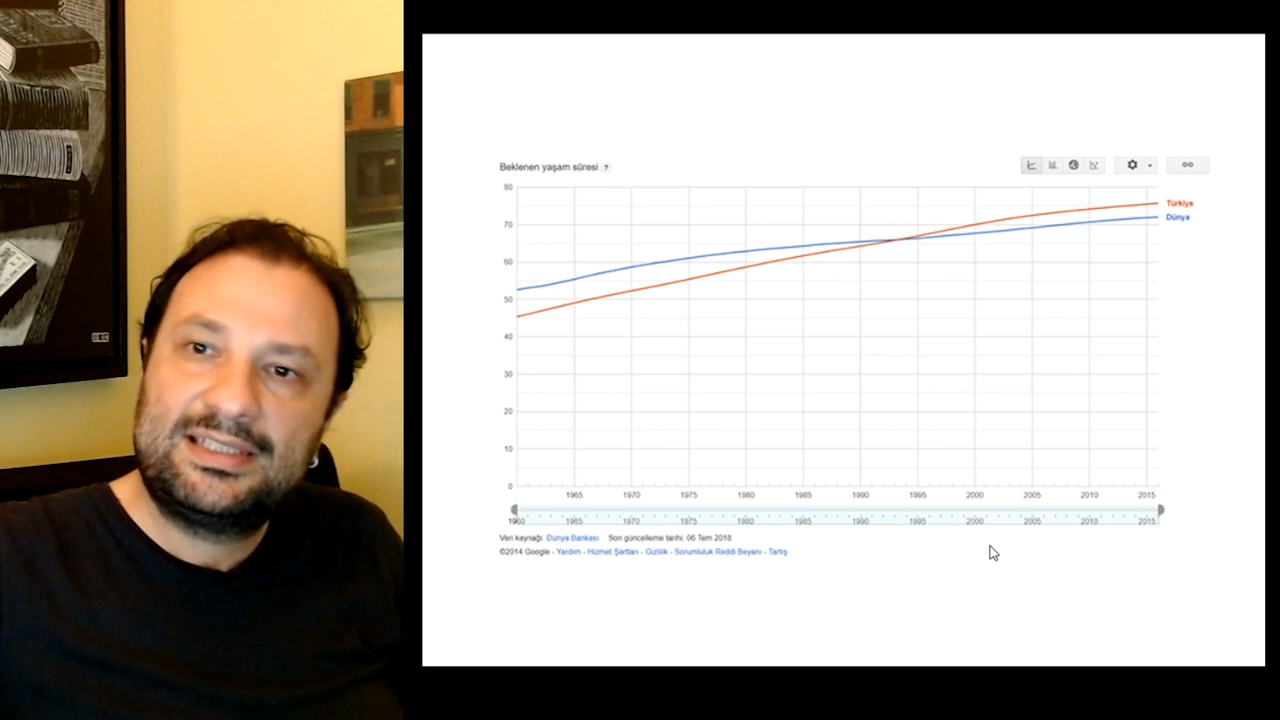 Beklenen yaşam süresi ?
80
70
60
50
40
30
20
10
0
Türkiye
Dünya
1965 1970 1975 1980 1985 1990 1995 2000 2005 2010 2015
1960 1965 1970 1975 1980 1985 1990 1995 2000 2005 2010 2015
Veri kaynağı: Dünya Bankası Son güncelleme tarihi: 06 Tem 2018
©2014 Google - Yardım - Hizmet Şartları - Gizlilik - Sorumluluk Reddi Beyanı - Tartış